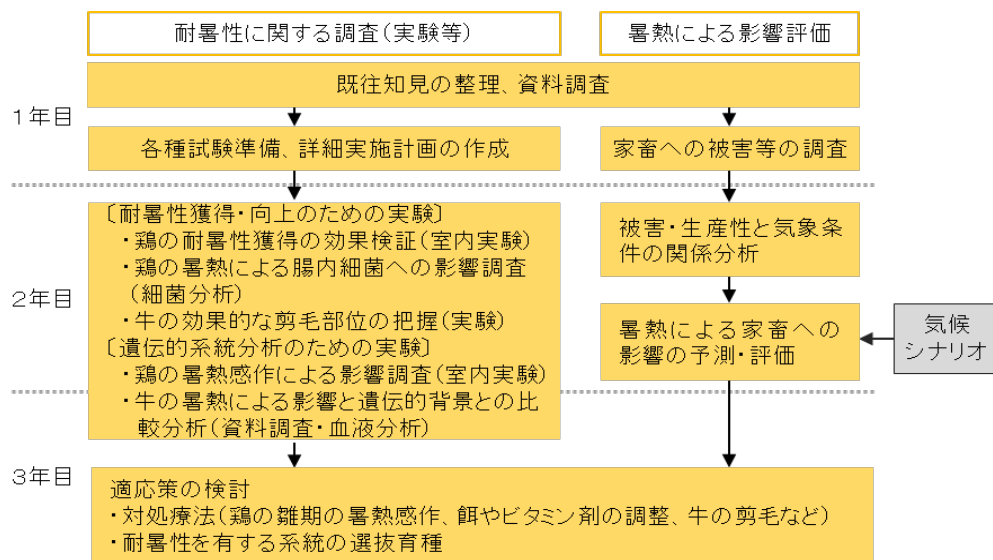 耐暑性に関する調査(実験等)
暑熱による影響評価
既往知見の整理、資料調査
1年目
各種試験準備、詳細実施計画の作成
家畜への被害等の調査
〔耐暑性獲得・向上のための実験〕
・鶏の耐暑性獲得の効果検証(室内実験)
・鶏の暑熱による腸内細菌への影響調査
(細菌分析)
・牛の効果的な剪毛部位の把握(実験)
〔遺伝的系統分析のための実験〕
・鶏の暑熱感作による影響調査(室内実験)
・牛の暑熱による影響と遺伝的背景との比
較分析(資料調査・血液分析)
被害・生産性と気象条
件の関係分析
2年目
暑熱による家畜への
影響の予測・評価
気候
シナリオ
3年目
適応策の検討
・対処療法(鶏の雛期の暑熱感作、餌やビタミン剤の調整、牛の剪毛など)
・耐暑性を有する系統の選抜育種